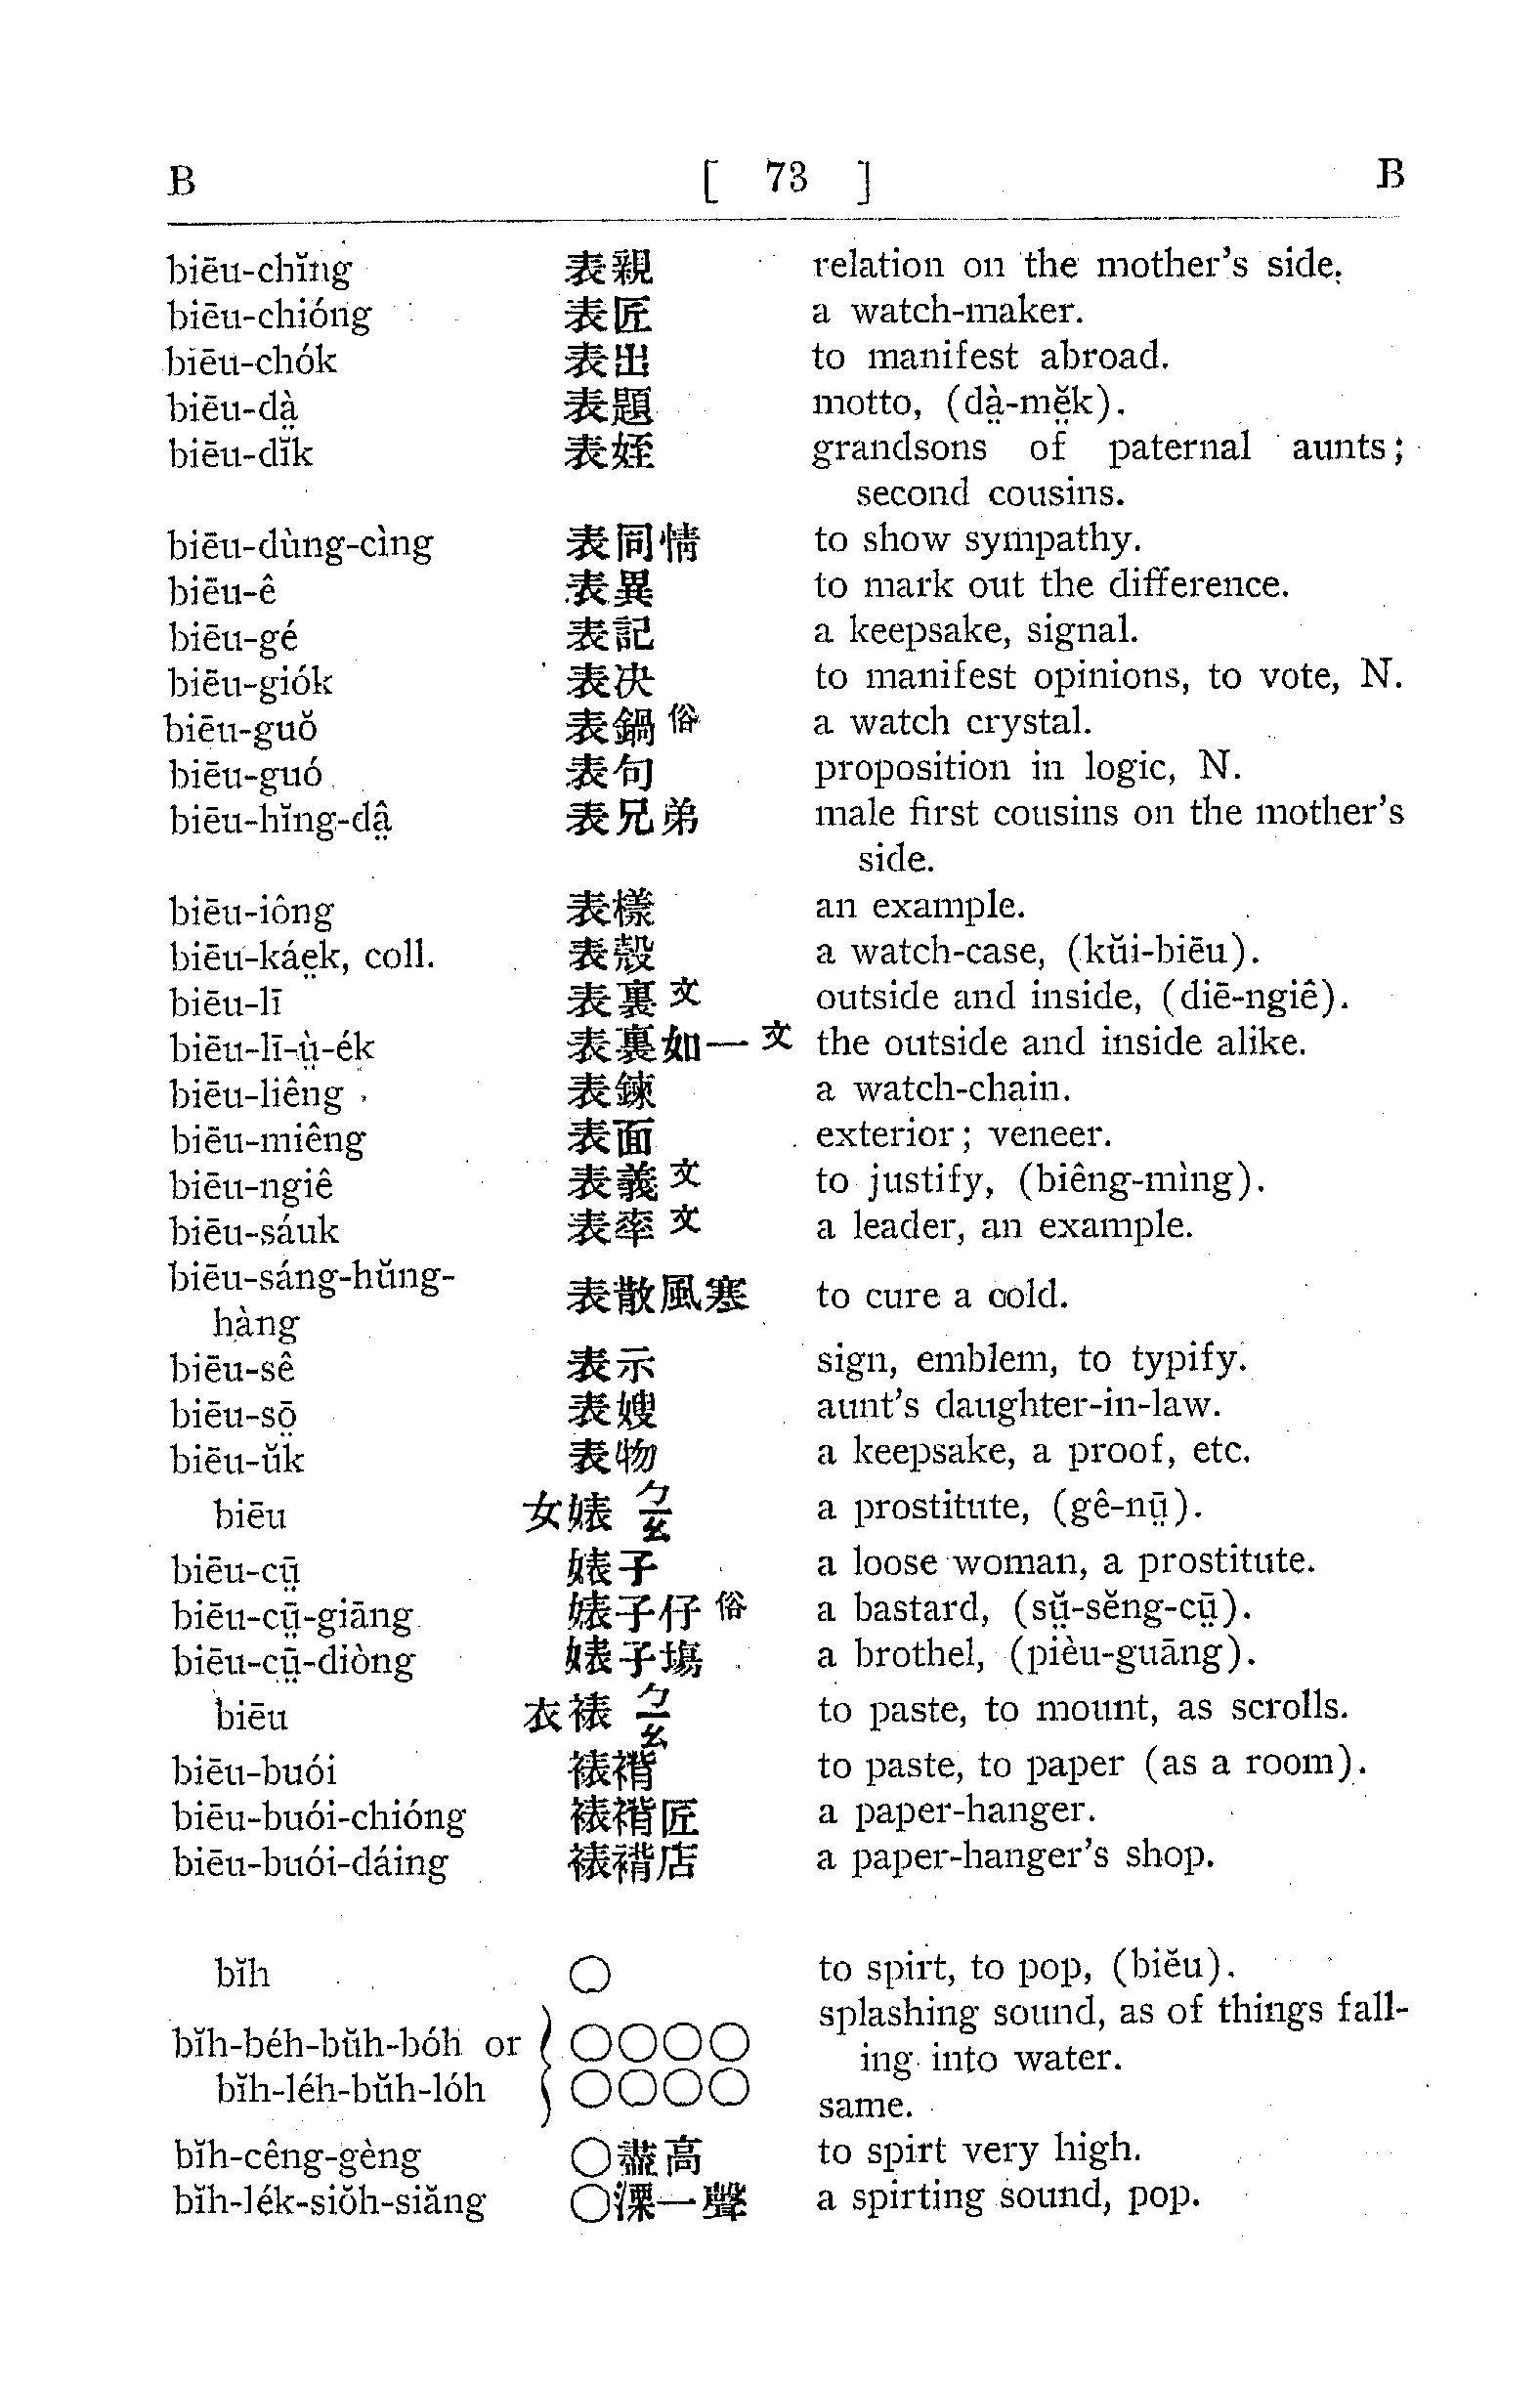 B [ 73 ] B
biēu-chĭng 表親 relation on the mother's side.
biēu-chióng 表匠 a watch-maker.
biēu-chók 表出 to manifest abroad.
biēu-dà̤ 表題 motto, (dà̤-mĕ̤k).
biēu-dĭk 表姪 grandsons of paternal aunts;
second cousins.
biēu-dùng-cìng 表同情 to show sympathy.
biēu-ê 表異 to mark out the difference.
biēu-gé 表記 a keepsake, signal.
biēu-giók 表决 to manifest opinions, to vote, N.
biēu-guŏ 表鍋俗 a watch crystal.
biēu-guó 表句 proposition in logic, N.
biēu-hĭng-dâ̤ 表兄弟 male first cousins on the mother's
side.
biēu-iông 表樣 an example.
biēu-káe̤k, coll. 表殼 a watch-case, (kŭi-biēu).
biēu-lī 表裏文 outside and inside, (diē-ngiê).
biēu-lī-ṳ̀-ék 表裏如一文 the outside and inside alike.
biēu-liêng 表鍊 a watch-chain.
biēu-miêng 表面 exterior; veneer.
biēu-ngiê 表義文 to justify, (biêng-mìng).
biēu-sáuk 表率文 a leader, an example.
biēu-sáng-hŭng-
hàng 表散風寒 to cure a cold.
biēu-sê 表示 sign, emblem, to typify.
biēu-sō̤ 表嫂 aunt's daughter-in-law.
biēu-ŭk 表物 a keepsake, a proof, etc.
biēu 女婊 ㄅㄧㄠ a prostitute, (gê-nṳ̄).
biēu-cṳ̄ 婊子 a loose woman, a prostitute.
biēu-cṳ̄-giāng 婊子仔俗 a bastard, (sṳ̆-sĕng-cṳ̄).
biēu-cṳ̄-diòng 婊子塲 a brothel, (pièu-guāng).
biēu 衣裱 ㄅㄧㄠ to paste, to mount, as scrolls.
biēu-buói 裱褙 to paste, to paper (as a room).
biēu-buói-chióng 裱褙匠 a paper-hanger.
biēu-buói-dáing 裱褙店 a paper-hanger's shop.
bĭh ○ to spirt, to pop, (biĕu).
bĭh-béh-bŭh-bóh or ○○○○ splashing sound, as of things fall-
ing into water.
bĭh-léh-bŭh-lóh ○○○○ same.
bĭh-cêng-gèng ○盡高 to spirt very high.
bĭh-lék-siŏh-siăng ○溧一聲 a spirting sound, pop.